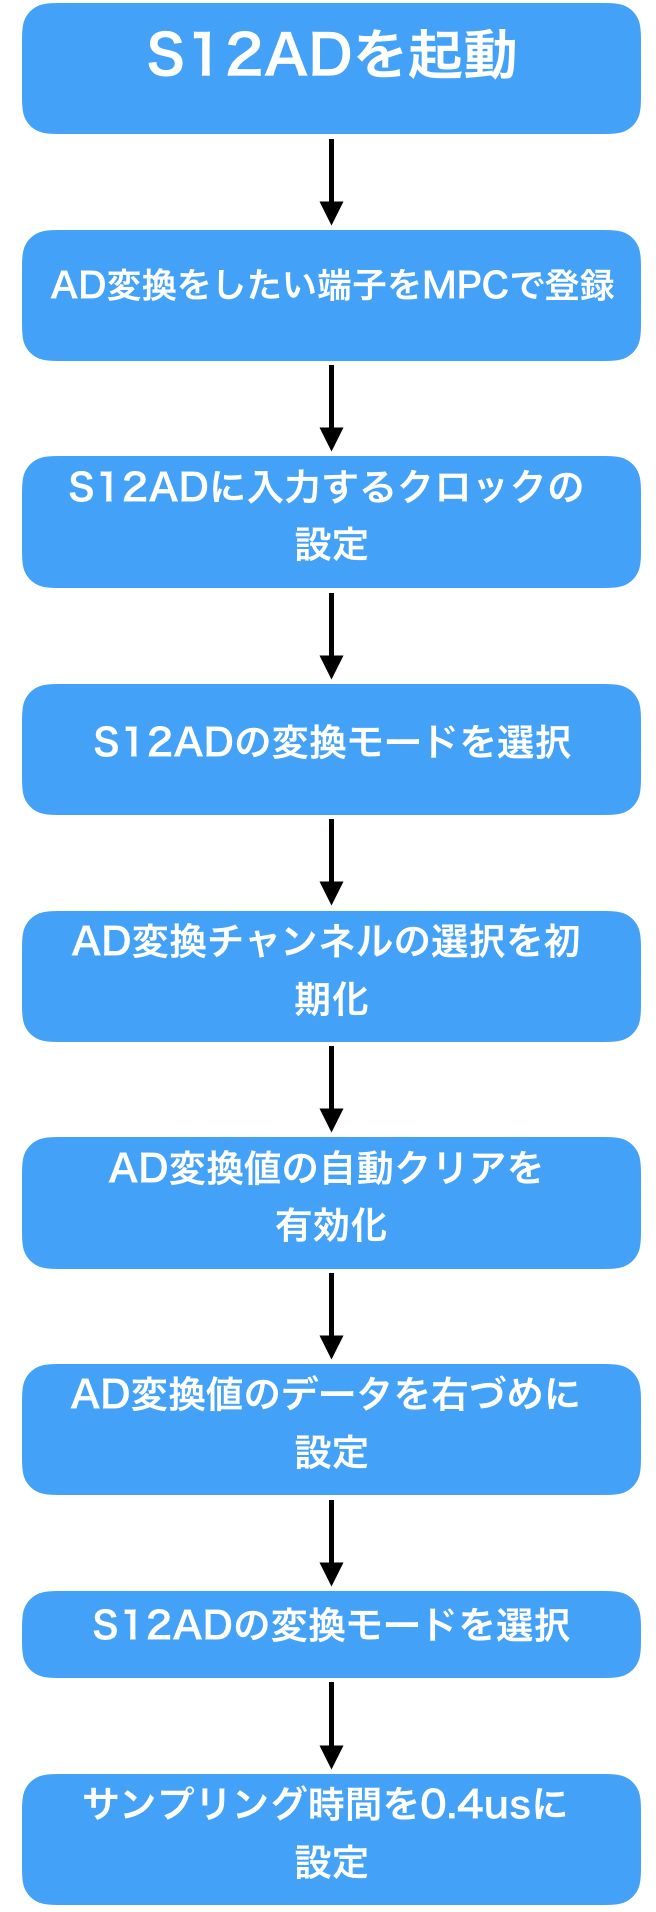 S12ADを起動
AD変換をしたい端子をMPCで登録
S12ADに入力するクロックの
設定
S12ADの変換モードを選択
AD変換チャンネルの選択を初
期化
AD変換値の自動クリアを
有効化
AD変換値のデータを右づめに
設定
S12ADの変換モードを選択
サンプリング時間を0.4usに
設定